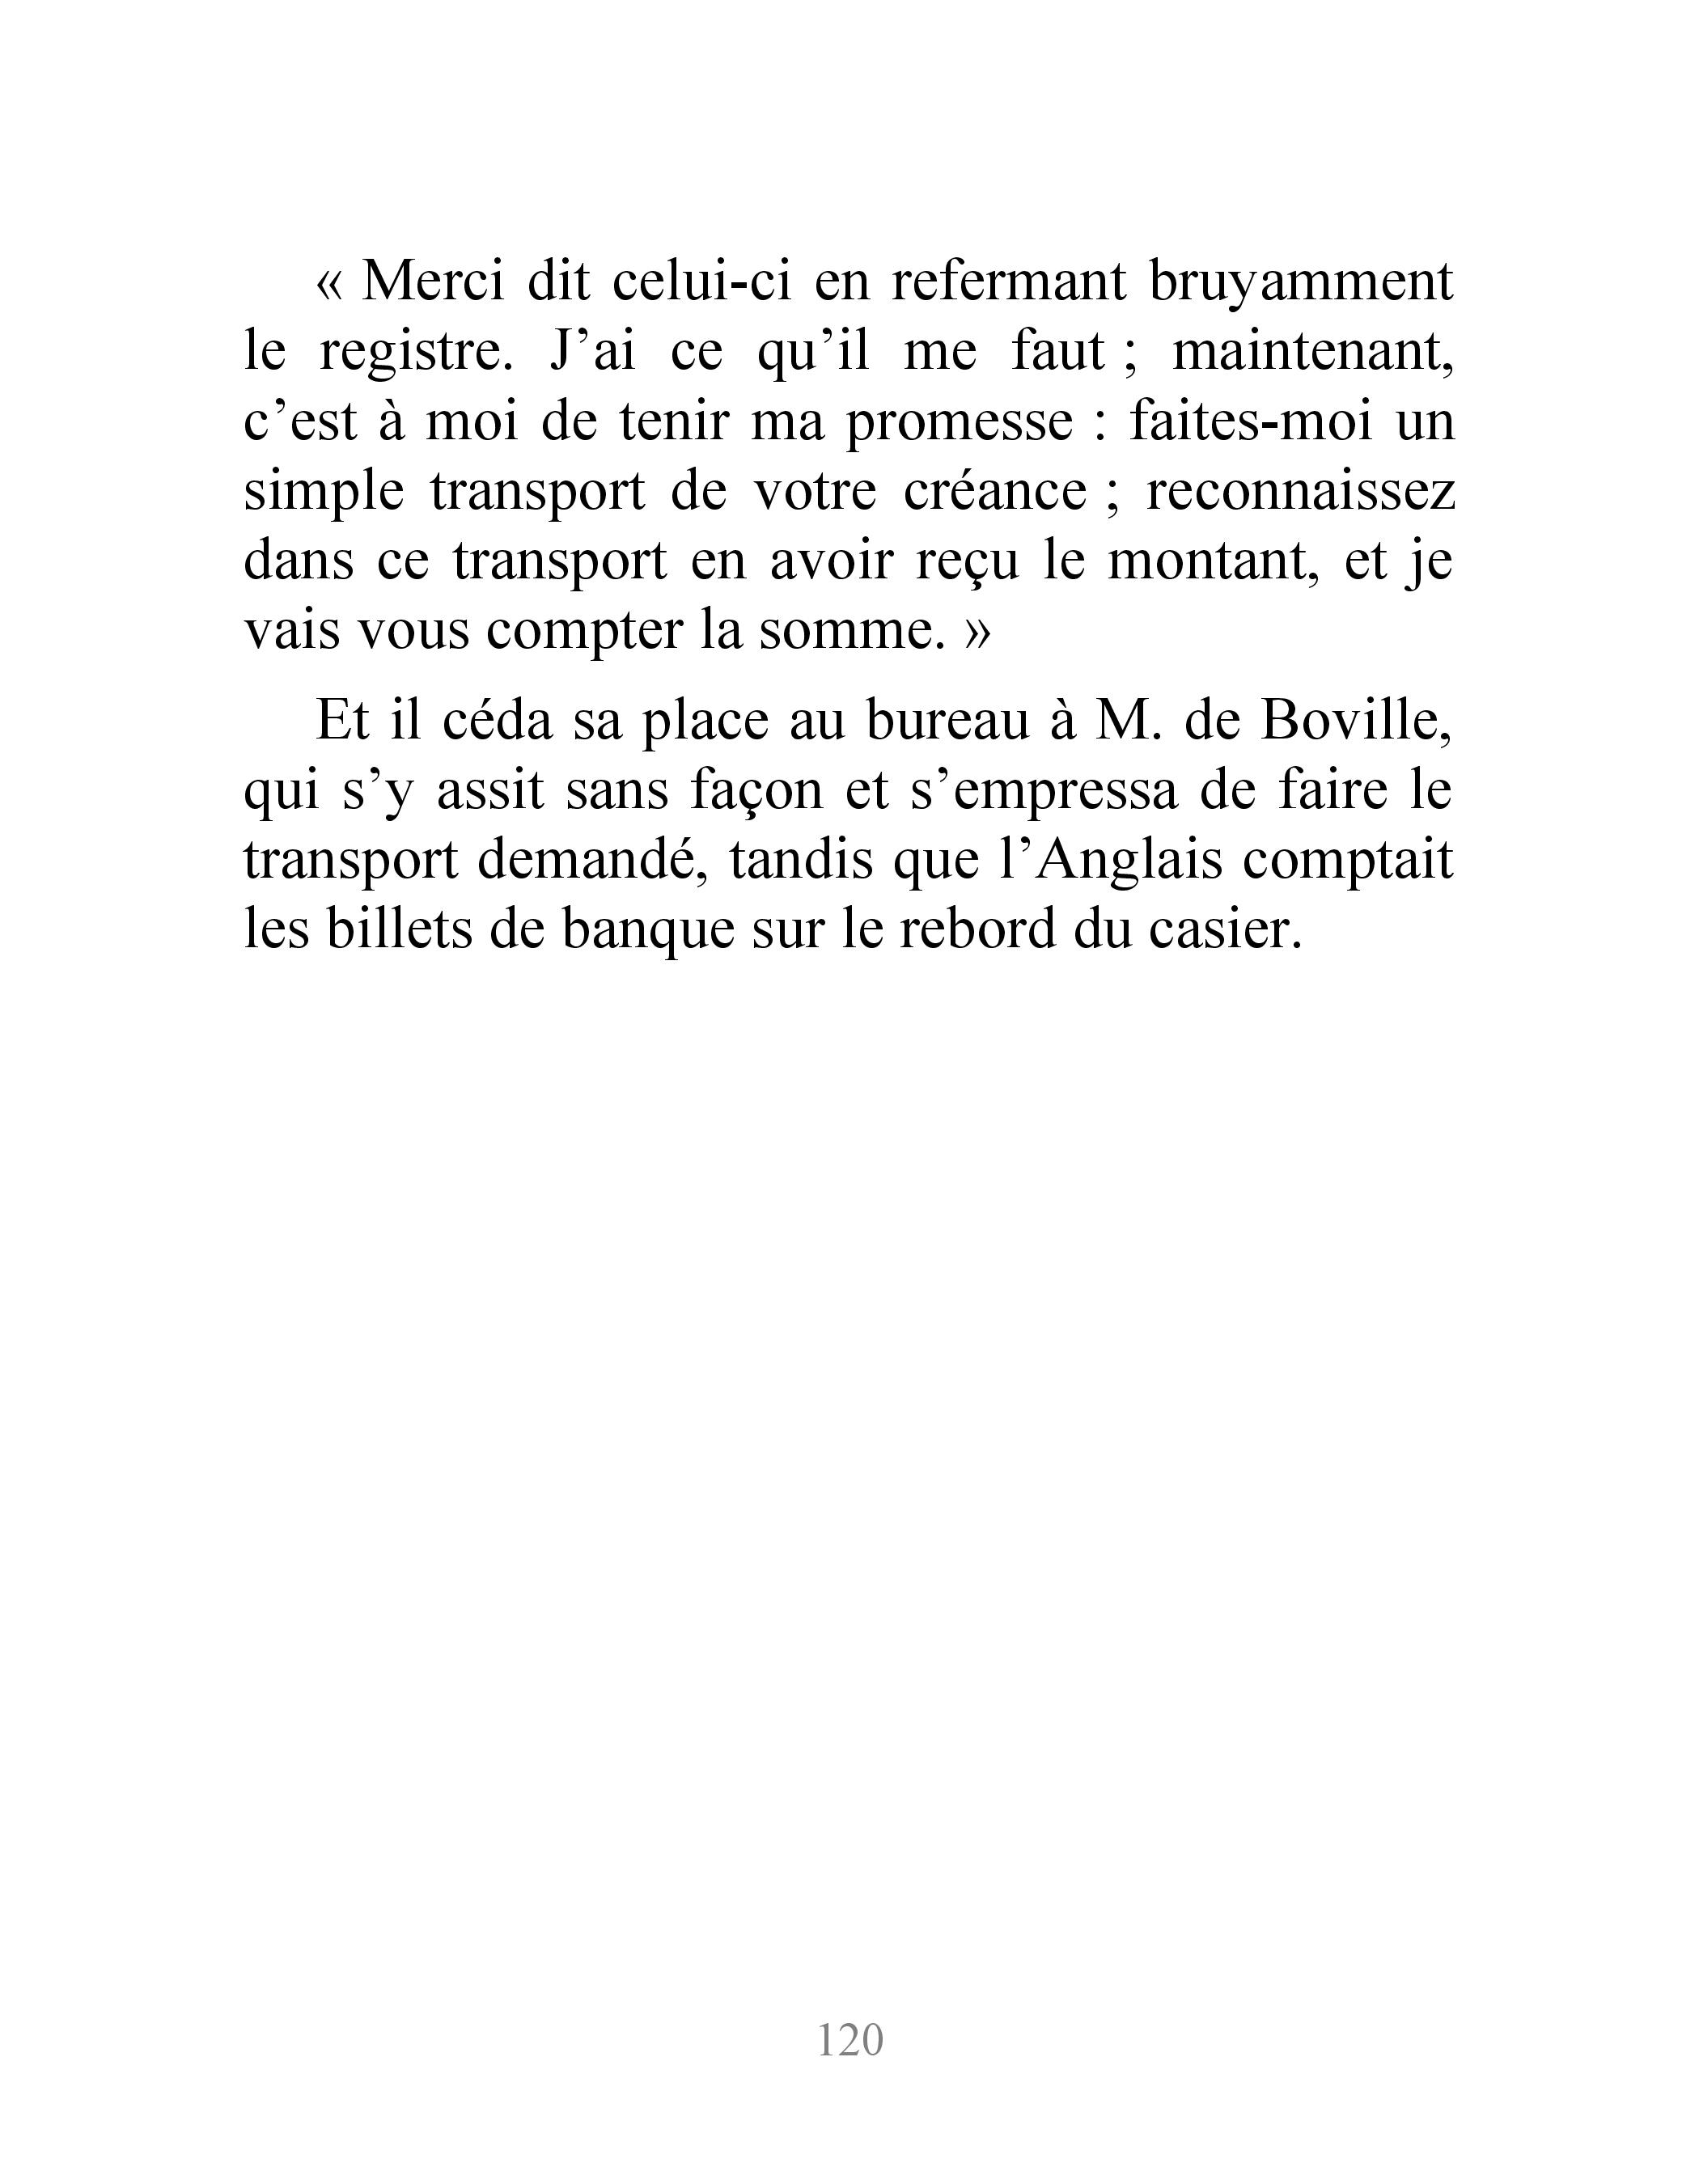 « Merci dit celui-ci en refermant bruyamment
le registre. J’ai ce qu’il me faut ; maintenant,
c’est à moi de tenir ma promesse : faites-moi un
simple transport de votre créance ; reconnaissez
dans ce transport en avoir reçu le montant, et je
vais vous compter la somme. »
Et il céda sa place au bureau à M. de Boville,
qui s’y assit sans façon et s’empressa de faire le
transport demandé, tandis que l’Anglais comptait
les billets de banque sur le rebord du casier.
120